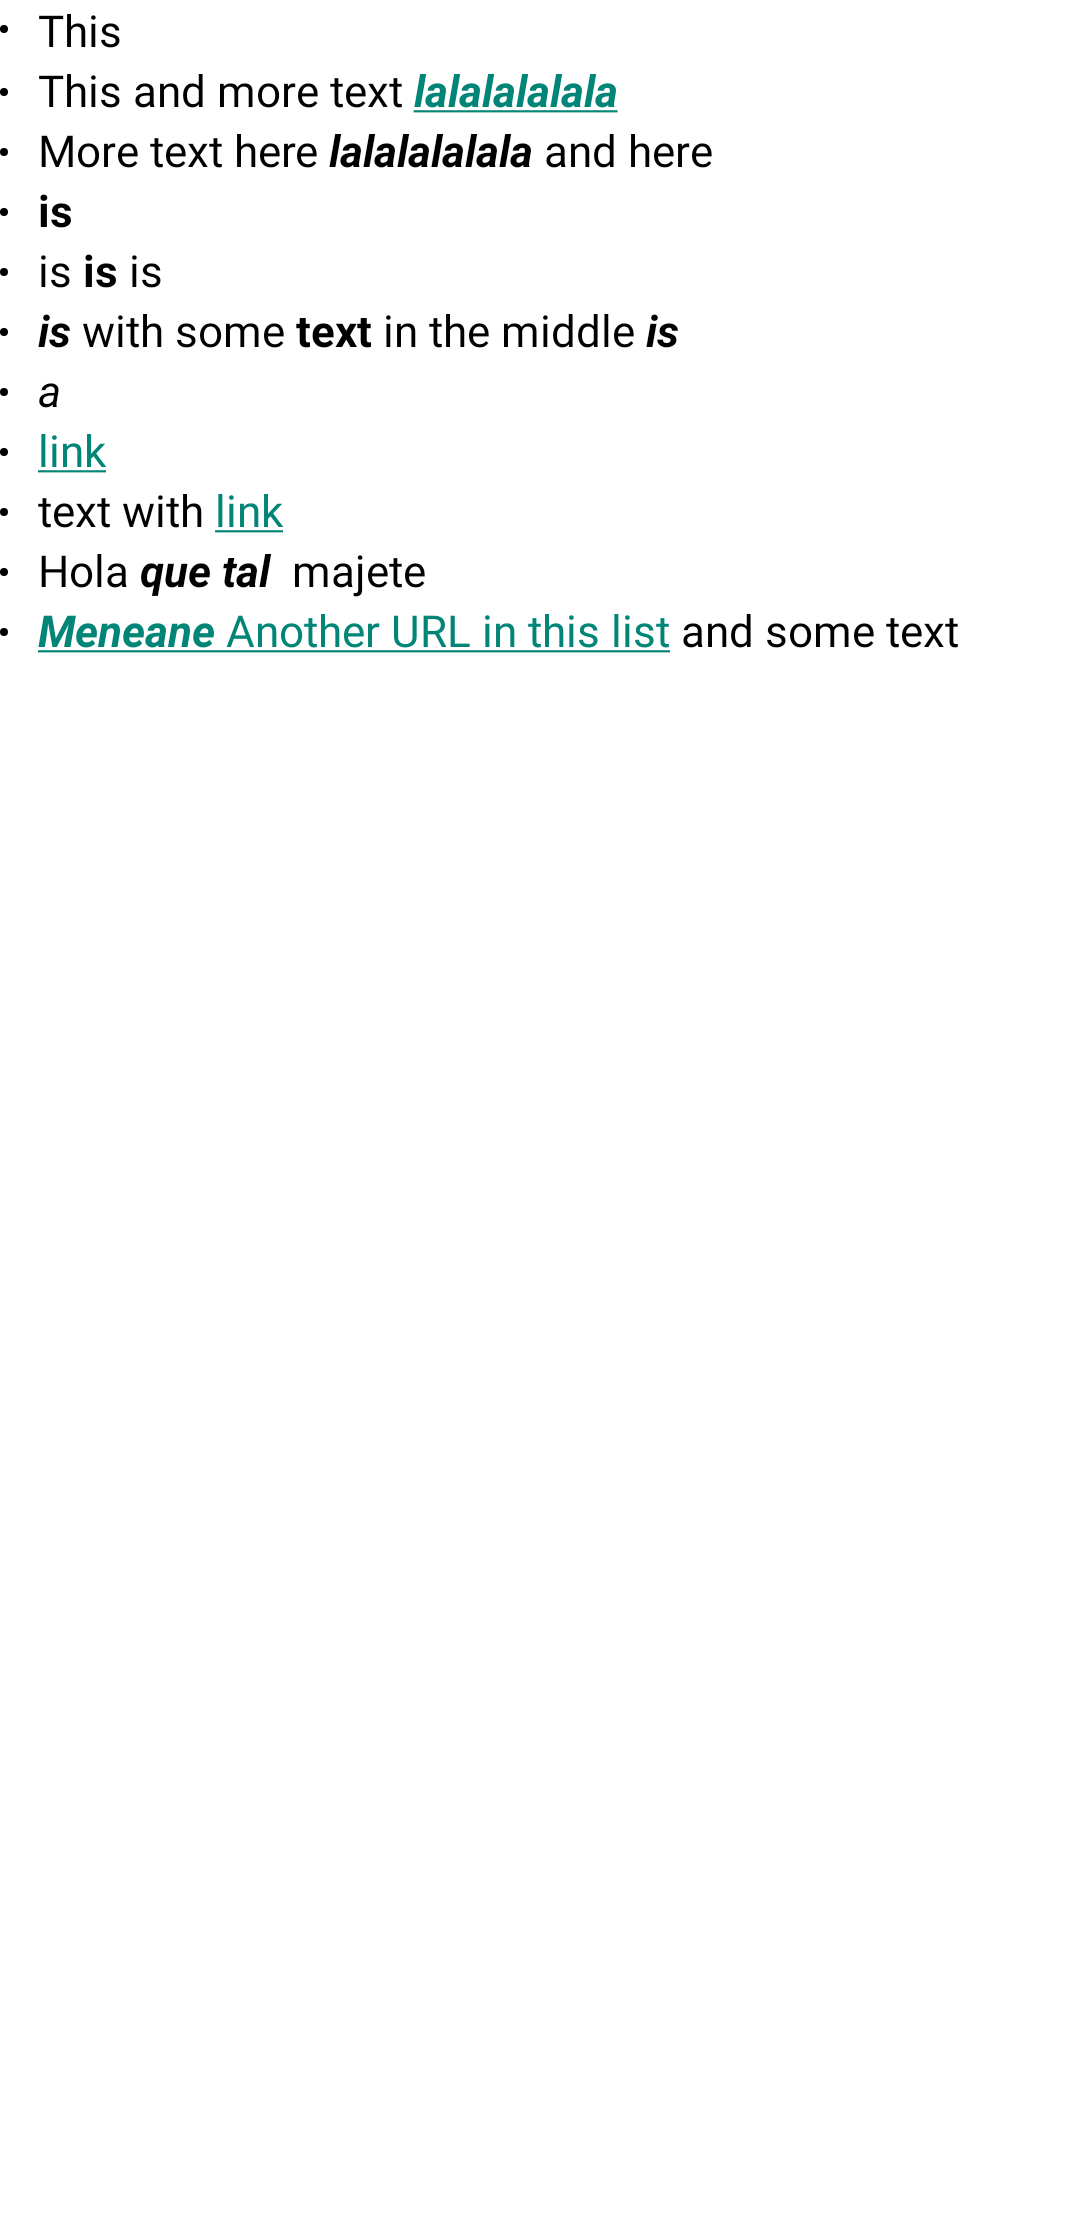 • This
• This and more text lalalalalala
• More text here lalalalalala and here
• is
• is is is
• is with some text in the middle is
• a
• link
• text with link
• Hola que tal  majete
• Meneane Another URL in this list and some text